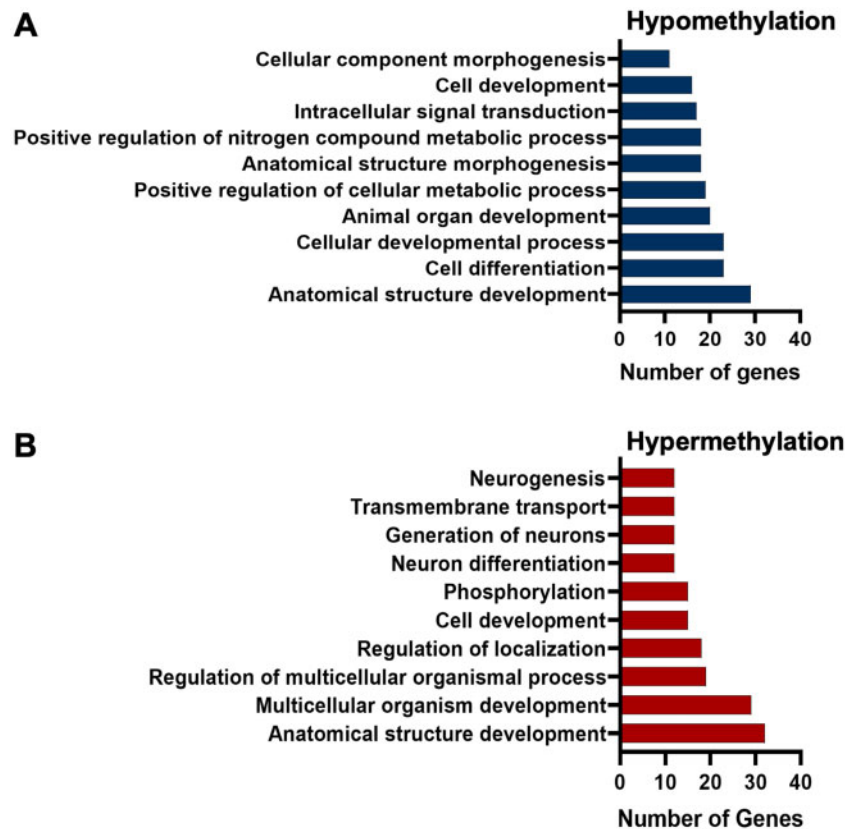 A
Hypomethylation
Cellular component morphogenesis
Cell development
Intracellular signal transduction
Positive regulation of nitrogen compound metabolic process
Anatomical structure morphogenesis
Positive regulation of cellular metabolic process
Animal organ development
Cellular developmental process
Cell differentiation
Anatomical structure development
0 10 20 30 40
Number of genes
B
Hypermethylation
Neurogenesis
Transmembrane transport
Generation of neurons
Neuron differentiation
Phosphorylation
Cell development
Regulation of localization
Regulation of multicellular organismal process
Multicellular organism development
Anatomical structure development
0 10 20 30 40
Number of Genes